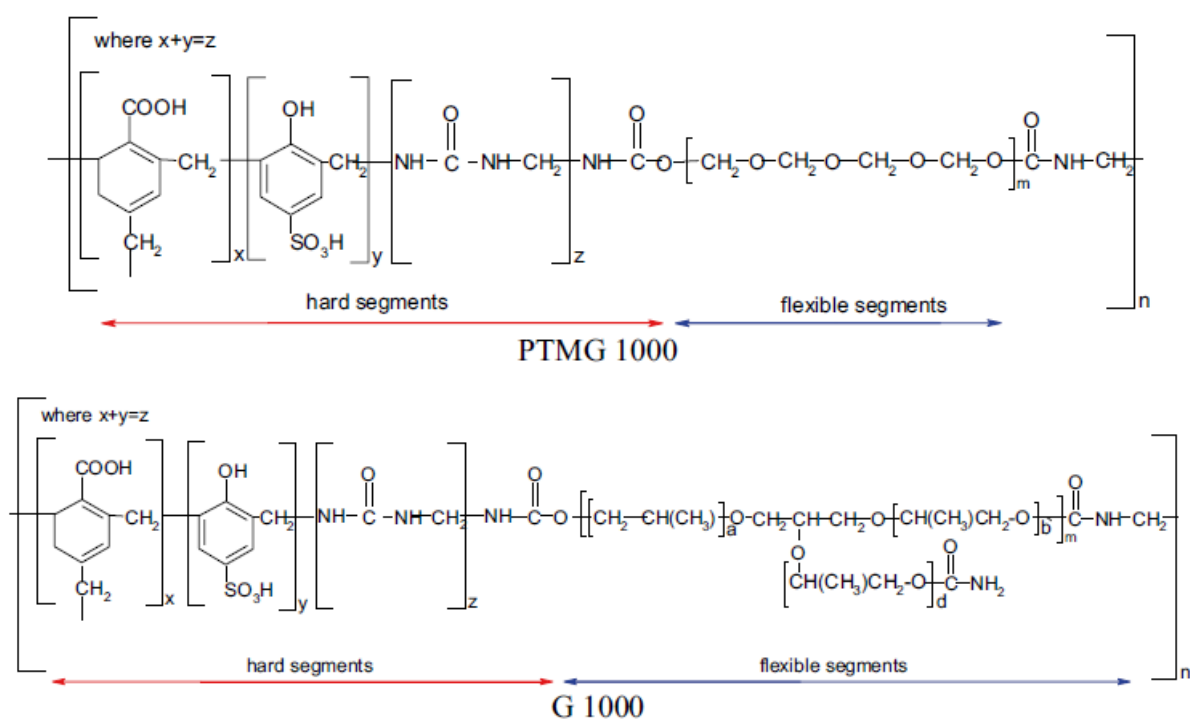 where x+y=z
COOH
OH
O
O
O
CH2
CH2
NH C NH CH2
NH C O
CH2 O CH2 O CH2 O CH2 O
C NH CH2
m
CH2
SO3H
x
y
z
n
hard segments
flexible segments
PTMG 1000
where x+y=z
COOH
OH
O
O
O
CH2
CH2
NH C NH CH2
NH C O
CH2 CH(CH3)
a
O CH2 CH CH2 O
CH(CH3)CH2-O
b
m
C NH CH2
O
O
CH2
SO3H
CH(CH3)CH2-O
d
C NH2
x
y
z
n
hard segments
flexible segments
G 1000